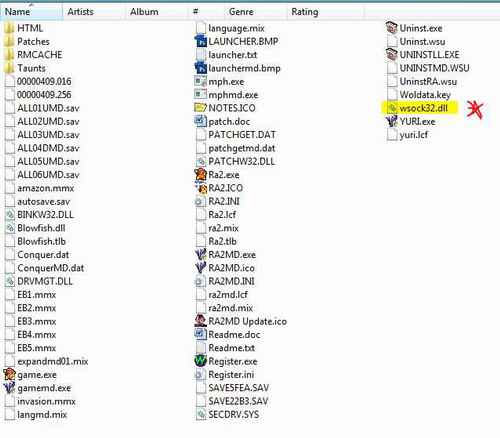 Name Artists Album # Genre Rating
HTML
Patches
RMCACHE
Taunts
00000409.016
00000409.256
ALL01UMD.sav
ALL02UMD.sav
ALL03UMD.sav
ALL04DMD.sav
ALL05UMD.sav
ALL06UMD.sav
amazon.mmx
autosave.sav
BINKW32.DLL
Blowfish.dll
Blowfish.tlb
Conquer.dat
ConquerMD.dat
DRVMGT.DLL
EB1.mmx
EB2.mmx
EB3.mmx
EB4.mmx
EB5.mmx
expandmd01.mix
game.exe
gamemd.exe
invasion.mmx
langmd.mix
language.mix
LAUNCHER.BMP
launcher.txt
launchermd.bmp
mph.exe
mphmd.exe
NOTES.ICO
patch.doc
PATCHGET.DAT
patchgetmd.dat
PATCHW32.DLL
Ra2.exe
RA2.ICO
RA2.INI
Ra2.lcf
ra2.mix
Ra2.tlb
RA2MD.exe
RA2MD.ico
RA2MD.INI
ra2md.lcf
ra2md.mix
RA2MD Update.ico
Readme.doc
Readme.txt
Register.exe
Register.ini
SAVE5FEA.SAV
SAVE22B3.SAV
SECDRV.SYS
Uninst.exe
Uninst.wsu
UNINSTLL.EXE
UNINSTMD.WSU
UninstRA.wsu
Woldata.key
wsock32.dll
YURI.exe
yuri.lcf